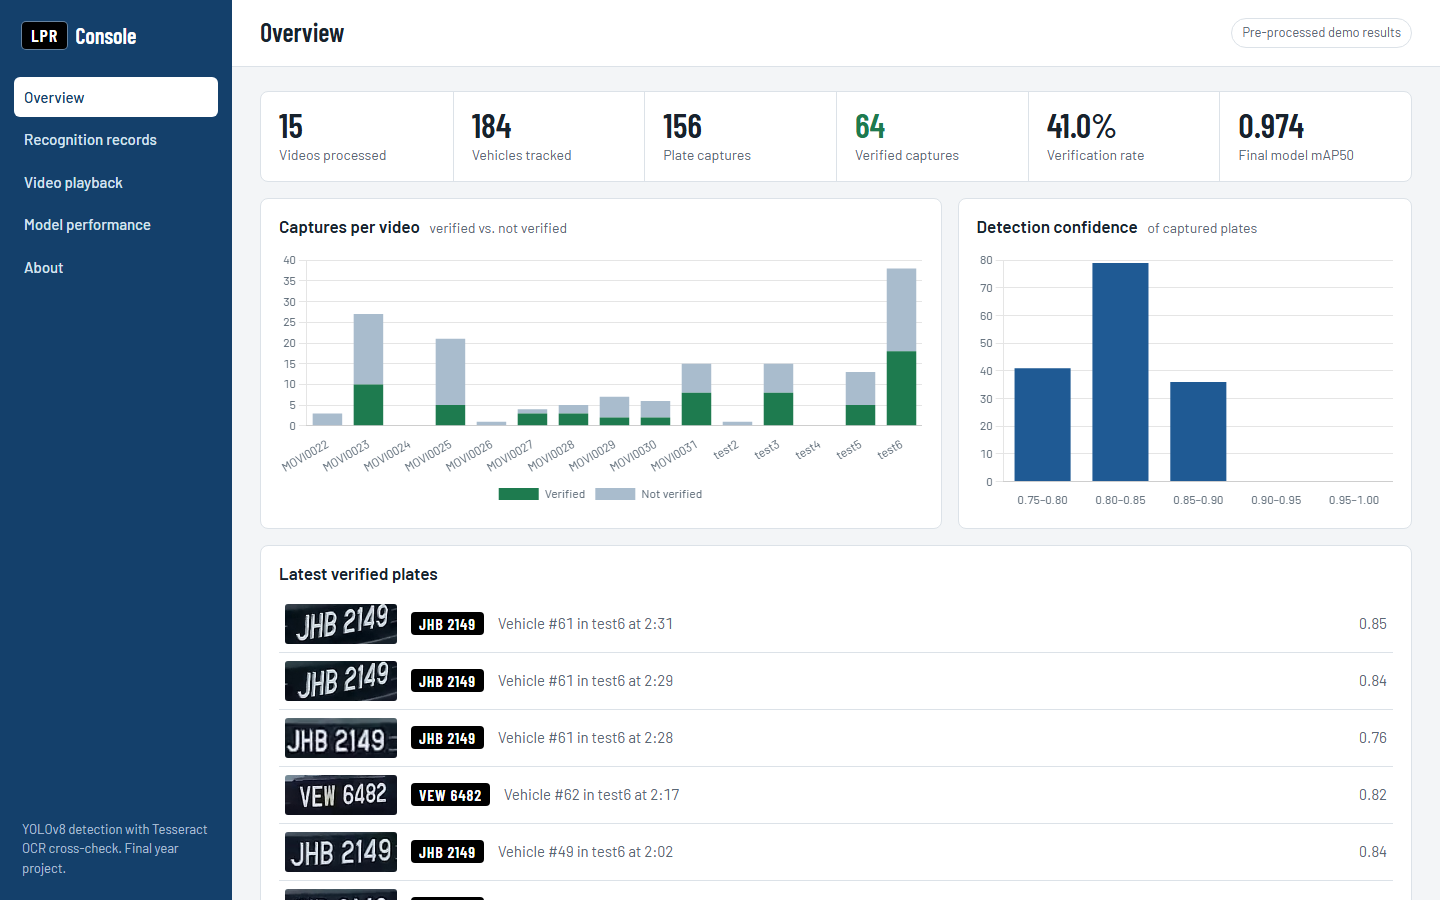 LPR Console
Overview
Recognition records
Video playback
Model performance
About
YOLOv8 detection with Tesseract
OCR cross-check. Final year
project.
Overview
Pre-processed demo results
15
Videos processed
184
Vehicles tracked
156
Plate captures
64
Verified captures
41.0%
Verification rate
0.974
Final model mAP50
Captures per video verified vs. not verified
40
35
30
25
20
15
10
5
0
MOVI0022
MOVI0023
MOVI0024
MOVI0025
MOVI0026
MOVI0027
MOVI0028
MOVI0029
MOVI0030
MOVI0031
test2
test3
test4
test5
test6
Verified
Not verified
Detection confidence of captured plates
80
70
60
50
40
30
20
10
0
0.75–0.80
0.80–0.85
0.85–0.90
0.90–0.95
0.95–1.00
Latest verified plates
JHB 2149 JHB 2149 Vehicle #61 in test6 at 2:31 0.85
JHB 2149 JHB 2149 Vehicle #61 in test6 at 2:29 0.84
JHB 2149 JHB 2149 Vehicle #61 in test6 at 2:28 0.76
VEW 6482 VEW 6482 Vehicle #62 in test6 at 2:17 0.82
JHB 2149 JHB 2149 Vehicle #49 in test6 at 2:02 0.84